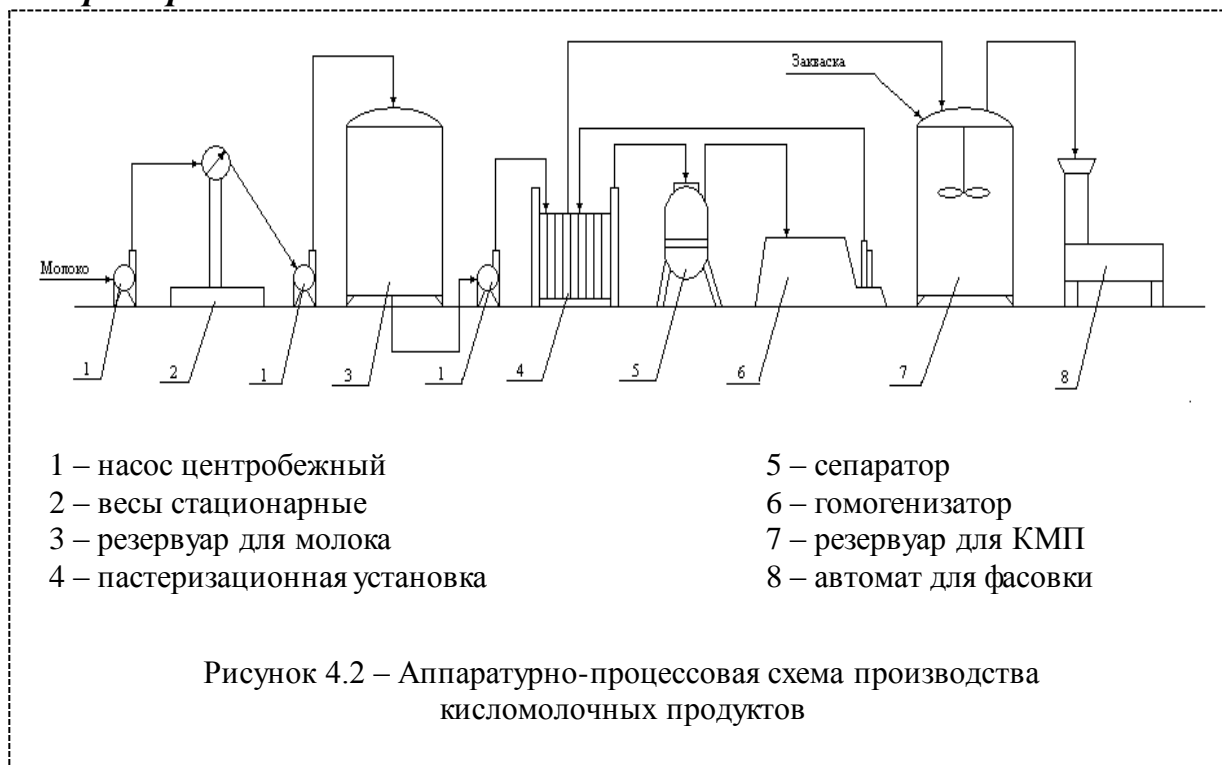 Закваска
Молоко
1 2 1 3 1 4 5 6 7 8
1 – насос центробежный
2 – весы стационарные
3 – резервуар для молока
4 – пастеризационная установка
5 – сепаратор
6 – гомогенизатор
7 – резервуар для КМП
8 – автомат для фасовки
Рисунок 4.2 – Аппаратурно-процессовая схема производства
кисломолочных продуктов